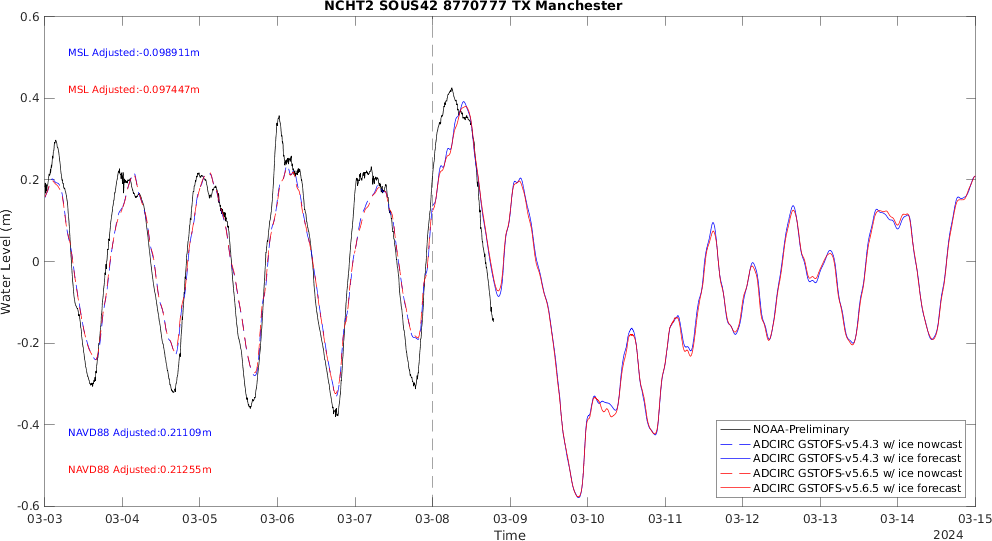 NCHT2 SOUS42 8770777 TX Manchester
0.6
MSL Adjusted:-0.098911m
MSL Adjusted:-0.097447m
0.4
0.2
Water Level (m)
0
-0.2
-0.4
NAVD88 Adjusted:0.21109m
NAVD88 Adjusted:0.21255m
NOAA-Preliminary
ADCIRC GSTOFS-v5.4.3 w/ ice nowcast
ADCIRC GSTOFS-v5.4.3 w/ ice forecast
ADCIRC GSTOFS-v5.6.5 w/ ice nowcast
ADCIRC GSTOFS-v5.6.5 w/ ice forecast
-0.6
03-03 03-04 03-05 03-06 03-07 03-08 03-09 03-10 03-11 03-12 03-13 03-14 03-15
Time
2024